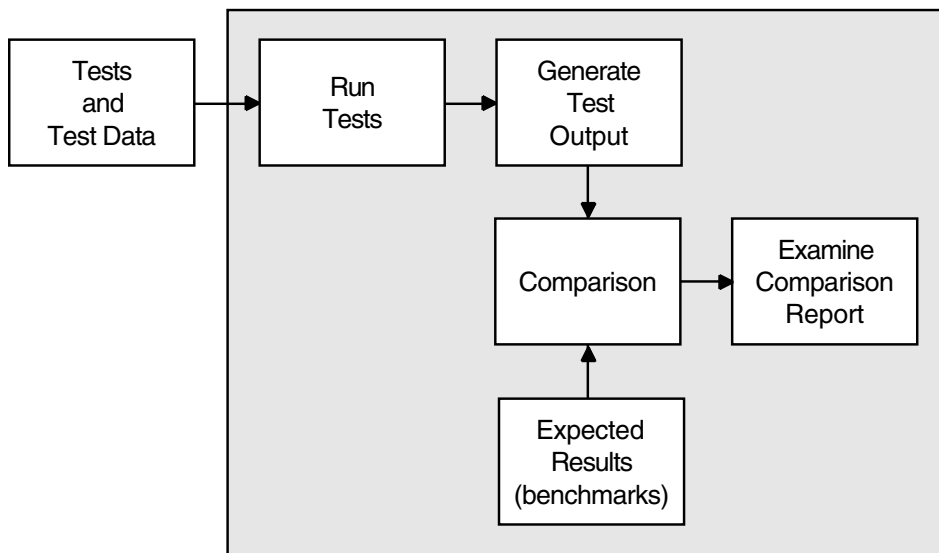 Tests
and
Test Data
Run
Tests
Generate
Test
Output
Comparison
Examine
Comparison
Report
Expected
Results
(benchmarks)